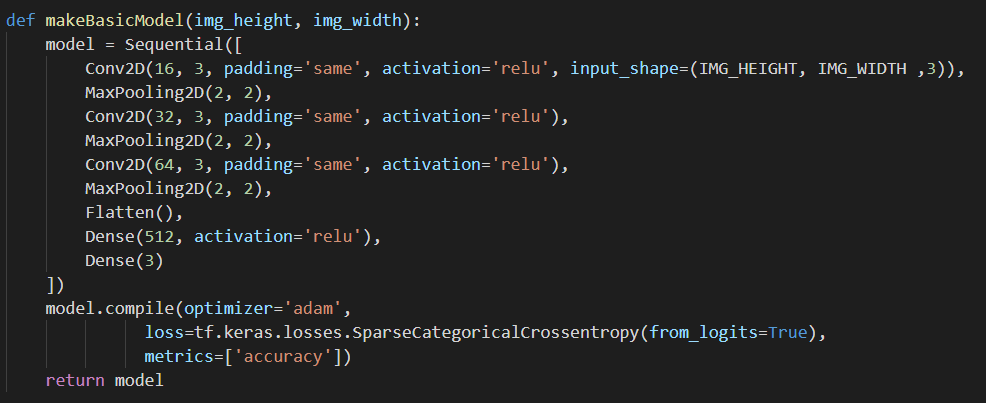 def makeBasicModel(img_height, img_width):
    model = Sequential([
        Conv2D(16, 3, padding='same', activation='relu', input_shape=(IMG_HEIGHT, IMG_WIDTH ,3)),
        MaxPooling2D(2, 2),
        Conv2D(32, 3, padding='same', activation='relu'),
        MaxPooling2D(2, 2),
        Conv2D(64, 3, padding='same', activation='relu'),
        MaxPooling2D(2, 2),
        Flatten(),
        Dense(512, activation='relu'),
        Dense(3)
    ])
    model.compile(optimizer='adam',
              loss=tf.keras.losses.SparseCategoricalCrossentropy(from_logits=True),
              metrics=['accuracy'])
    return model